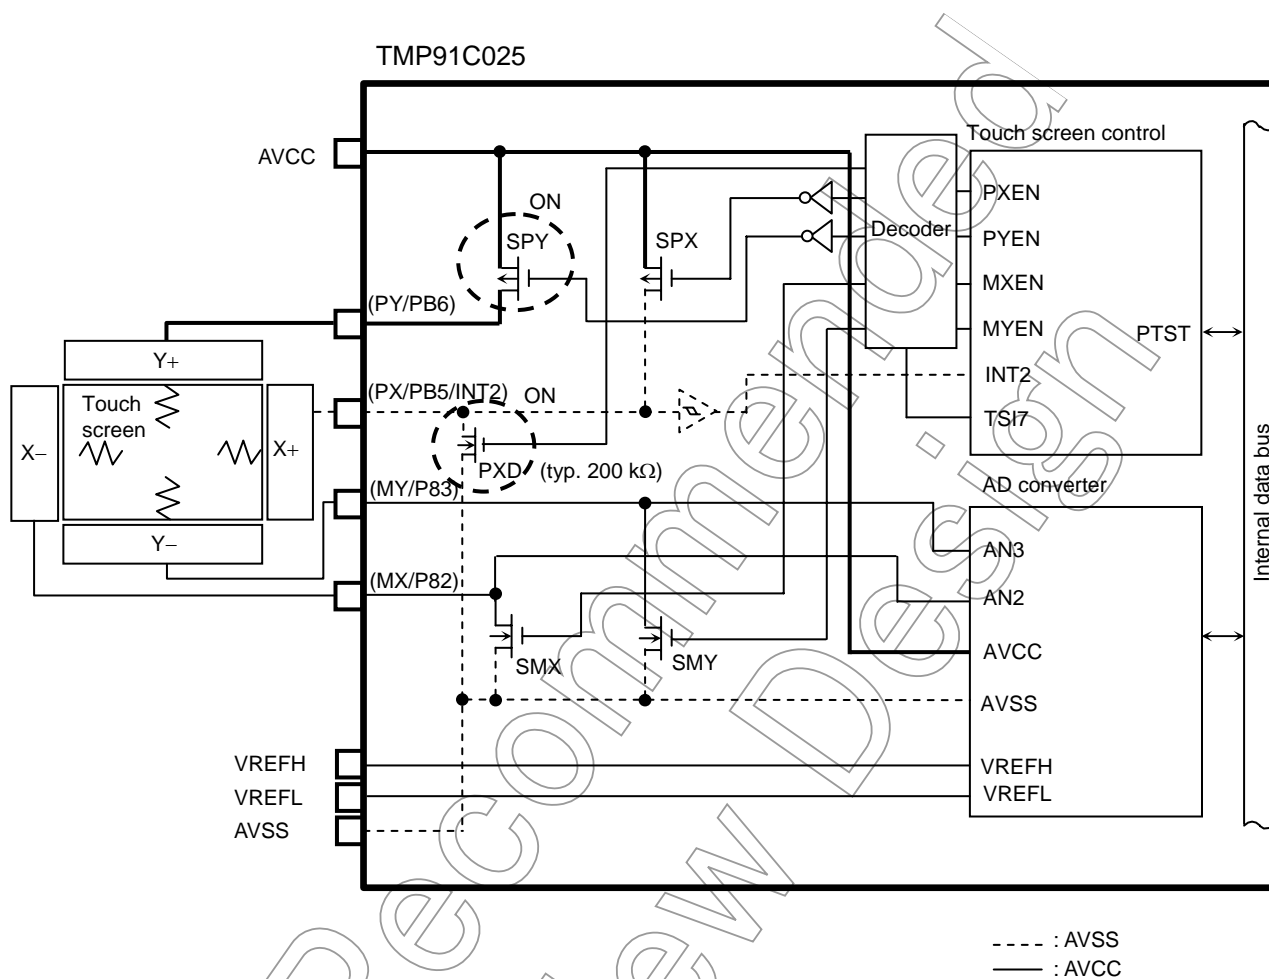 TMP91C025
AVCC
Touch screen control
ON
SPY
SPX
Decoder
PXEN
PYEN
MXEN
MYEN
PTST
INT2
TSI7
(PY/PB6)
Y+
(PX/PB5/INT2)
ON
Touch
screen
X−
X+
PXD
(typ. 200 kΩ)
(MY/P83)
AD converter
Y−
(MX/P82)
AN3
AN2
Internal data bus
SMX
SMY
AVCC
AVSS
VREFH
VREFH
VREFL
VREFL
AVSS
: AVSS
: AVCC
Recommended
Design